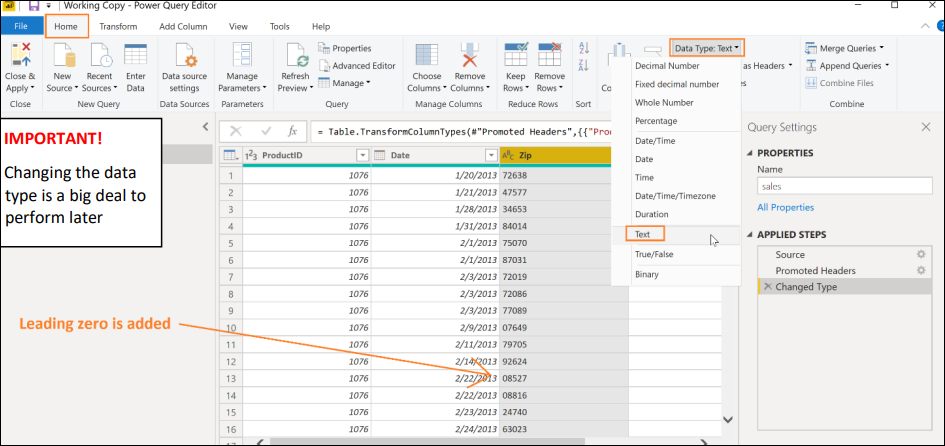 Working Copy - Power Query Editor
File Home Transform Add Column View Tools Help
Close & Apply
New Source
Recent Sources
Enter Data
Data source settings
Manage Parameters
Refresh Preview
Properties
Advanced Editor
Manage
Choose Columns
Remove Columns
Keep Rows
Remove Rows
Data Type: Text
as Headers
Merge Queries
Append Queries
Combine Files
Close New Query Data Sources Parameters Query Manage Columns Reduce Rows Sort Combine
Decimal Number
Fixed decimal number
Whole Number
Percentage
Date/Time
Date
Time
Date/Time/Timezone
Duration
Text
True/False
Binary
IMPORTANT!
Changing the data
type is a big deal to
perform later
Leading zero is added
fx = Table.TransformColumnTypes(#"Promoted Headers",{{"Pro
123 ProductID Date ABC Zip
1 1076 1/20/2013 72638
2 1076 1/21/2013 47577
3 1076 1/28/2013 34653
4 1076 1/31/2013 84014
5 1076 2/1/2013 75070
6 1076 2/1/2013 87031
7 1076 2/3/2013 72019
8 1076 2/3/2013 72086
9 1076 2/3/2013 77089
10 1076 2/9/2013 07649
11 1076 2/11/2013 79705
12 1076 2/14/2013 92624
13 1076 2/22/2013 08527
14 1076 2/22/2013 08816
15 1076 2/23/2013 24740
16 1076 2/24/2013 63023
Query Settings
PROPERTIES
Name
sales
All Properties
APPLIED STEPS
Source
Promoted Headers
Changed Type